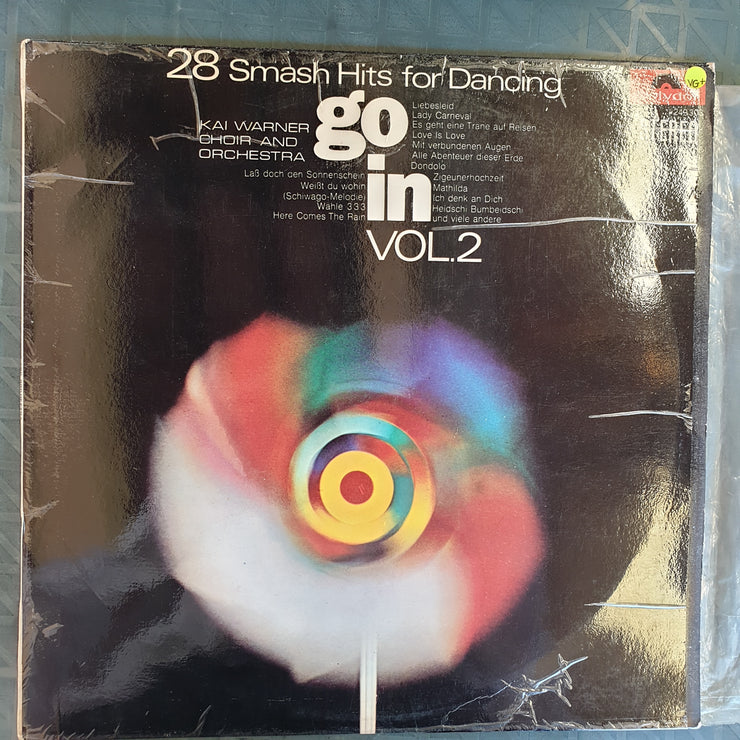 28 Smash Hits for Dancing
KAI WARNER
CHOIR AND
ORCHESTRA
go
in
VOL.2
Laß doch den Sonnenschein
Weißt du wohin
(Schiwago-Melodie)
Wähle 333
Here Comes The Rain
Liebesleid
Lady Carneval
Es geht eine Träne auf Reisen
Love Is Love
Mit verbundenen Augen
Alle Abenteuer dieser Erde
Dondolo
Zigeunerhochzeit
Mathilda
Ich denk an Dich
Heidschi Bumbeidschi
und viele andere
Polydor
VG+